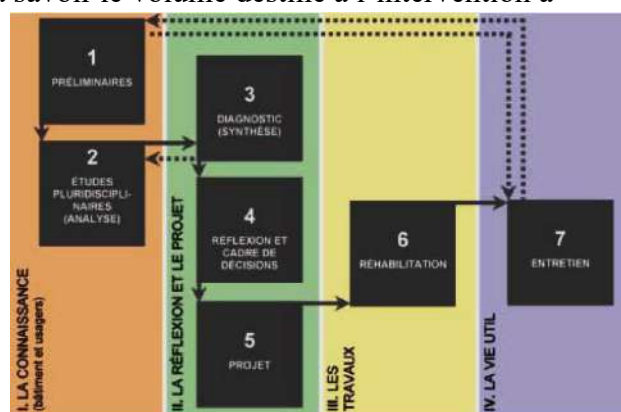 savoir le volume destiné à l'intervention a
1
PRÉLIMINAIRES
2
ÉTUDES
PLURIDISCIPLI-
NAIRES
(ANALYSE)
I. LA CONNAISSANCE
(bâtiment et usagers)
3
DIAGNOSTIC
(SYNTHÈSE)
4
RÉFLEXION ET
CADRE DE
DÉCISIONS
5
PROJET
II. LA RÉFLEXION ET LE PROJET
6
RÉHABILITATION
III. LES
TRAVAUX
7
ENTRETIEN
IV. LA VIE UTIL